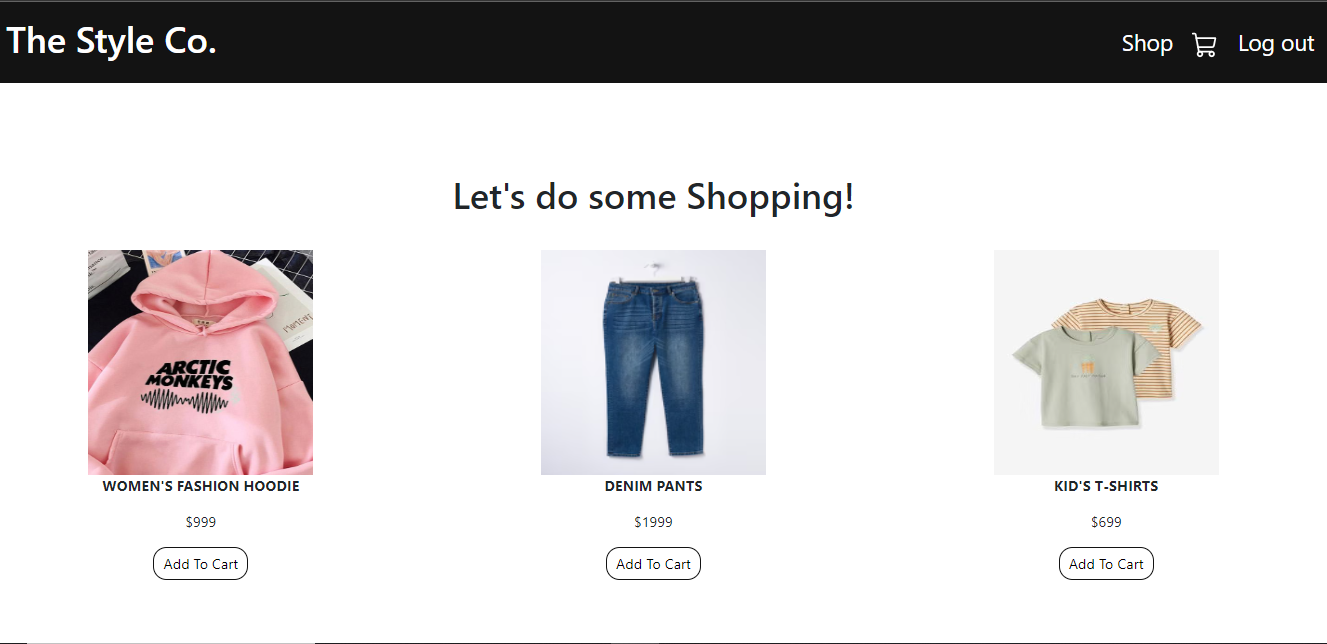 The Style Co.
Shop
Log out
Let's do some Shopping!
ARCTIC
MONKEYS
WOMEN'S FASHION HOODIE
DENIM PANTS
KID'S T-SHIRTS
$999
$1999
$699
Add To Cart
Add To Cart
Add To Cart